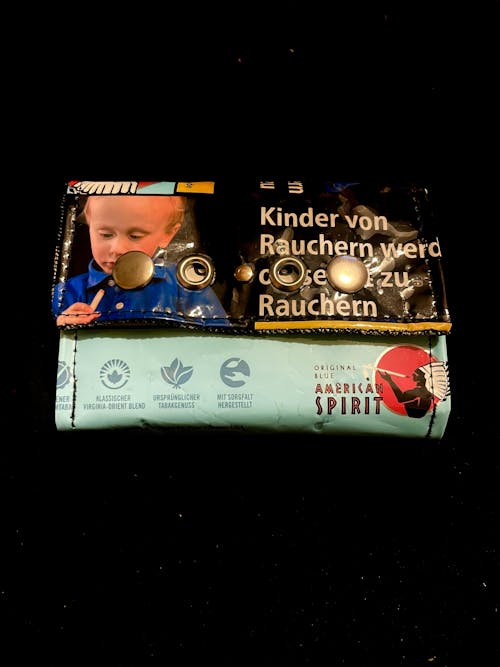 Kinder von
Rauchern werd
zu
Rauchern
KLASSISCHER
VIRGINIA-ORIENT BLEND
URSPRÜNGLICHER
TABAKGENUSS
MIT SORGFALT
HERGESTELLT
ORIGINAL
BLUE
AMERICAN
SPIRIT